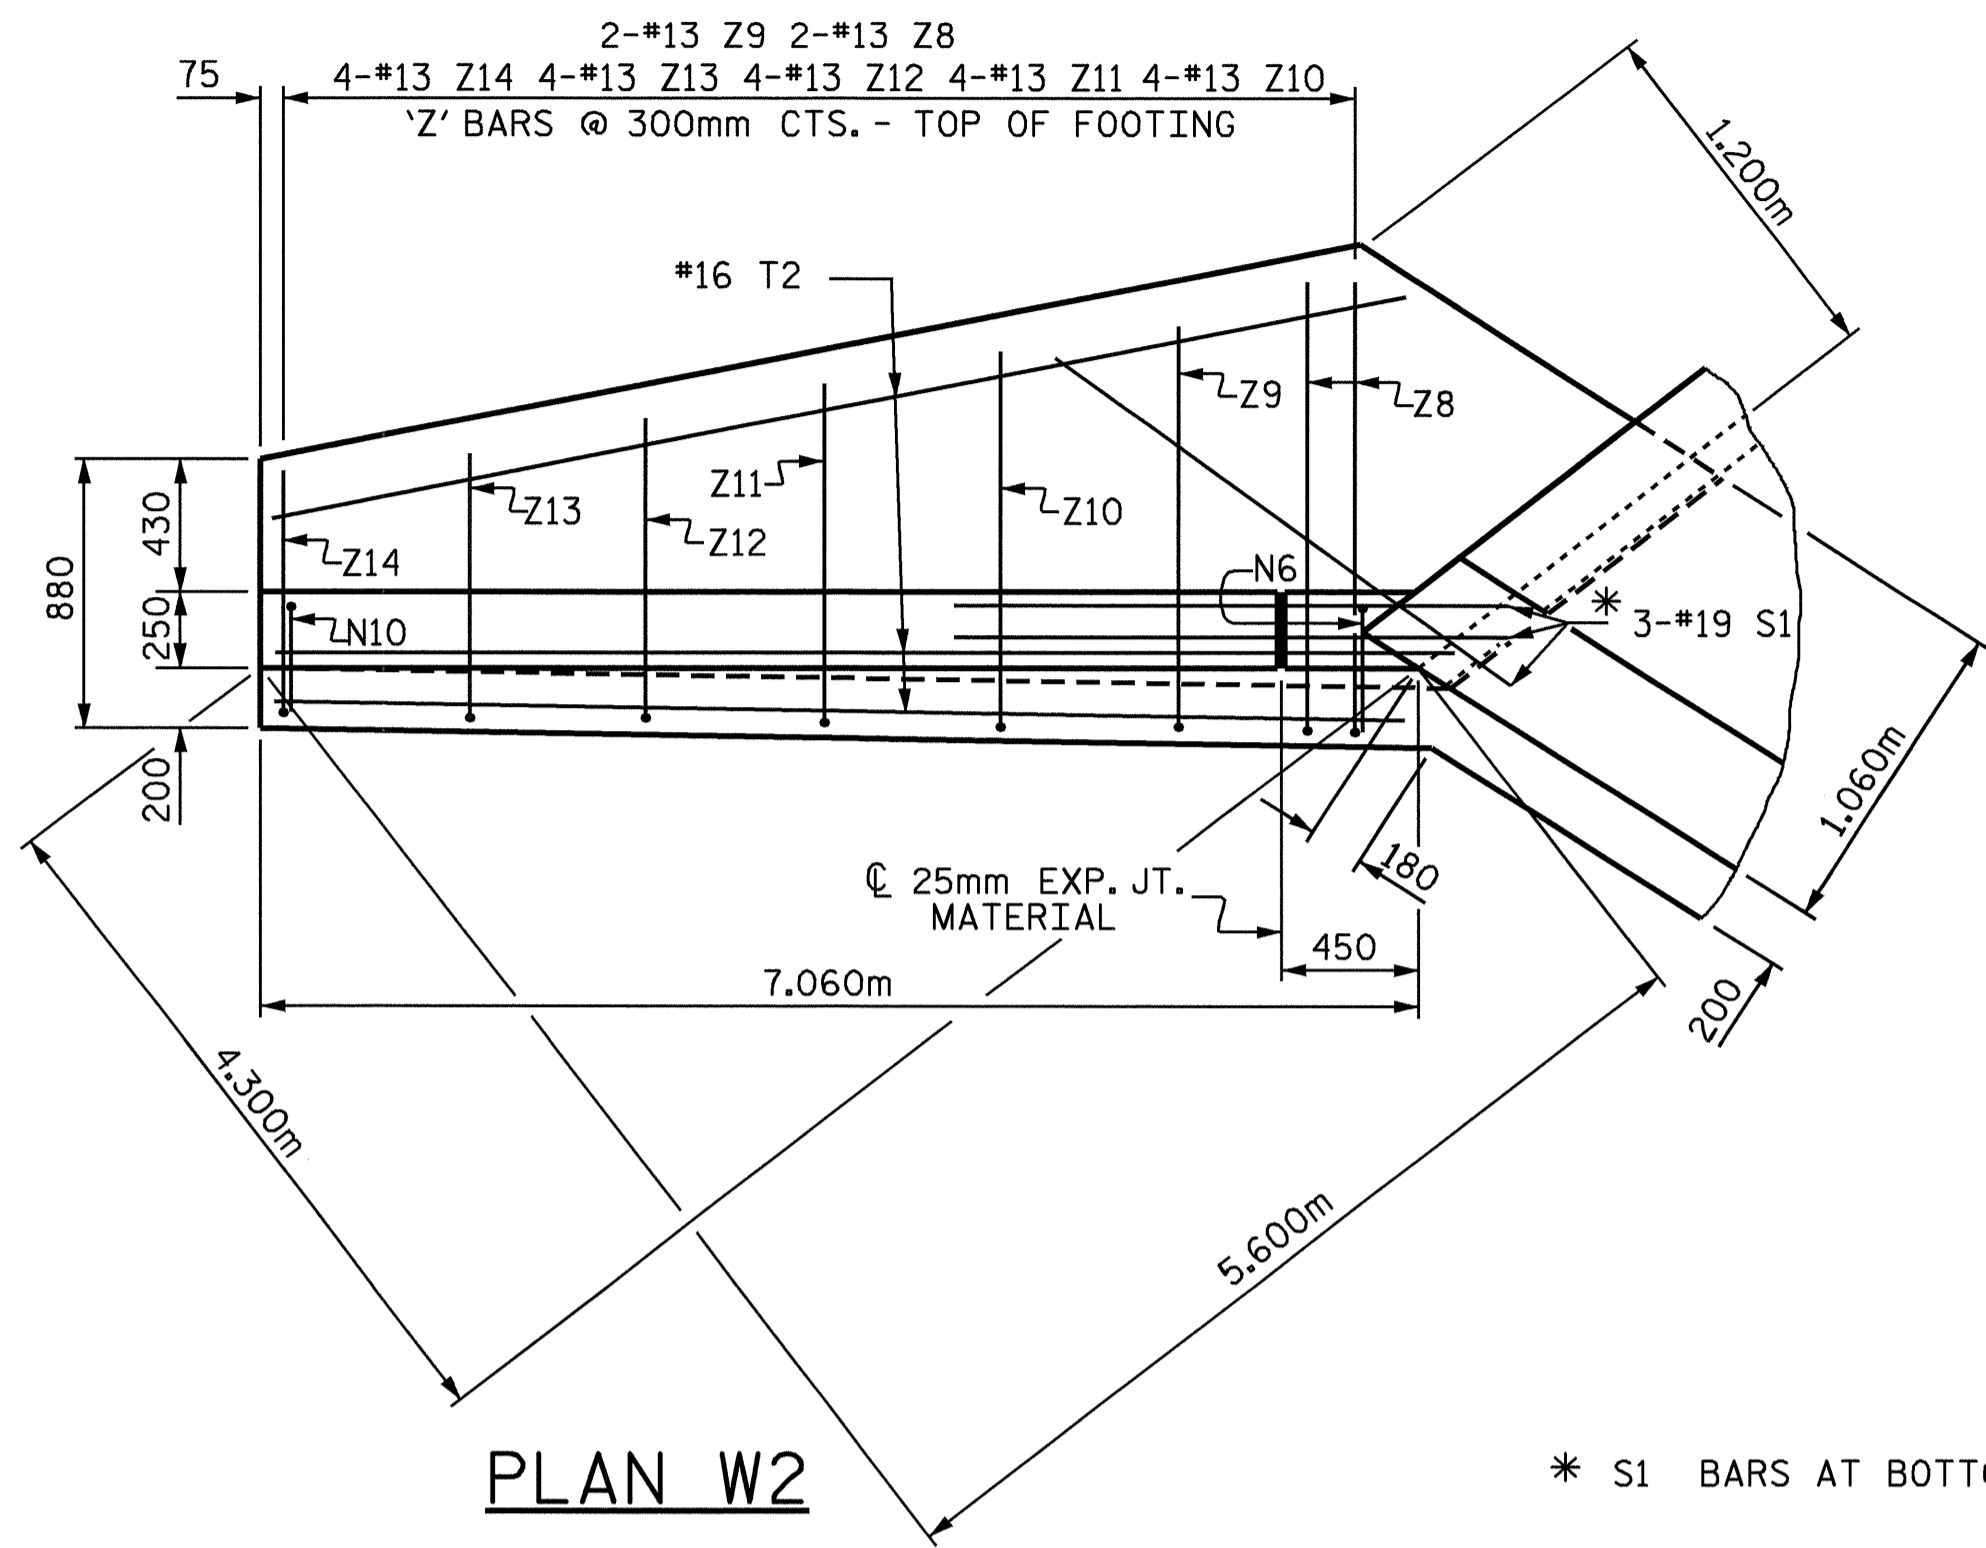 2-#13 Z9 2-#13 Z8
75
4-#13 Z14 4-#13 Z13 4-#13 Z12 4-#13 Z11 4-#13 Z10
'Z' BARS @ 300mm CTS. - TOP OF FOOTING
1.200m
#16 T2
Z9
Z8
Z11
Z13
Z10
Z12
Z14
430
880
250
N6
N10
* 3-#19 S1
200
1.060m
180
℄ 25mm EXP. JT.
MATERIAL
450
7.060m
200
4.300m
5.600m
PLAN W2
* S1 BARS AT BOTT